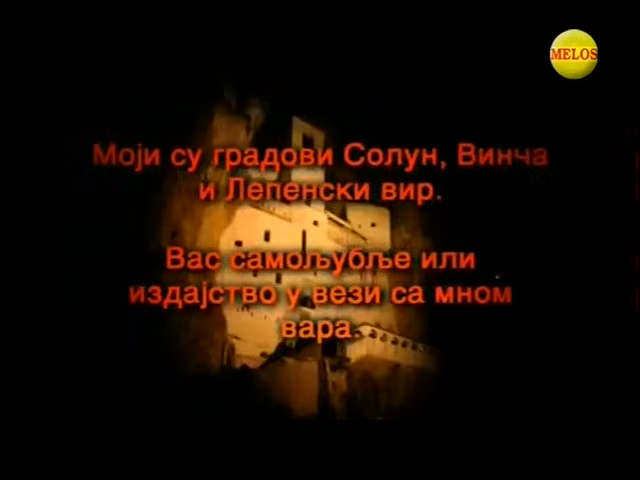 MELOS
Моји су градови Солун, Винча
и Лепенски вир.
Вас самољубље или
издајство у вези са мном
вара.